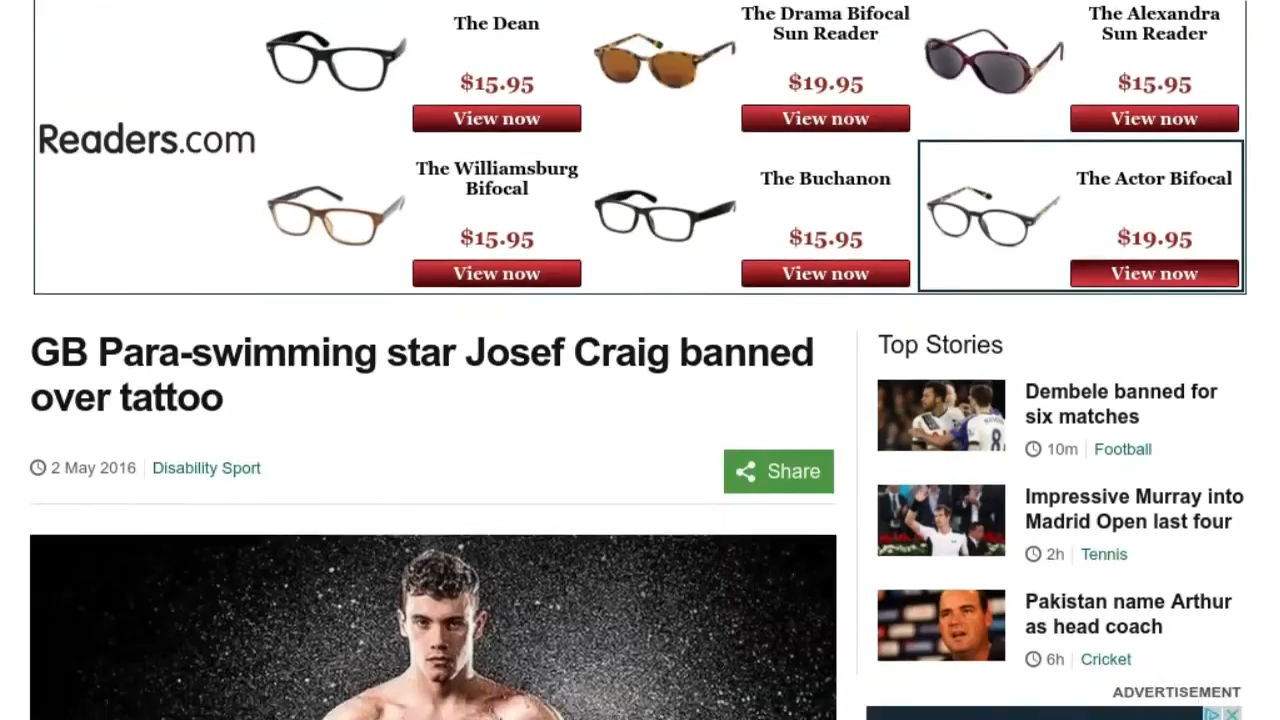 Readers.com
The Dean
$15.95
View now
The Drama Bifocal
Sun Reader
$19.95
View now
The Alexandra
Sun Reader
$15.95
View now
The Williamsburg
Bifocal
$15.95
View now
The Buchanon
$15.95
View now
The Actor Bifocal
$19.95
View now
GB Para-swimming star Josef Craig banned
over tattoo
2 May 2016 Disability Sport
Share
Top Stories
Dembele banned for
six matches
10m Football
Impressive Murray into
Madrid Open last four
2h Tennis
Pakistan name Arthur
as head coach
6h Cricket
ADVERTISEMENT
8